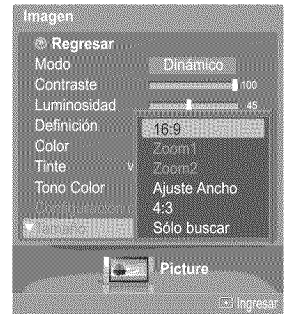 Imagen
Regresar
Modo Dinámico
Contraste 100
Luminosidad 45
Definición
Color
Tinte V
Tono Color
16:9
Zoom1
Zoom2
Ajuste Ancho
4:3
Sólo buscar
Picture
Ingresar